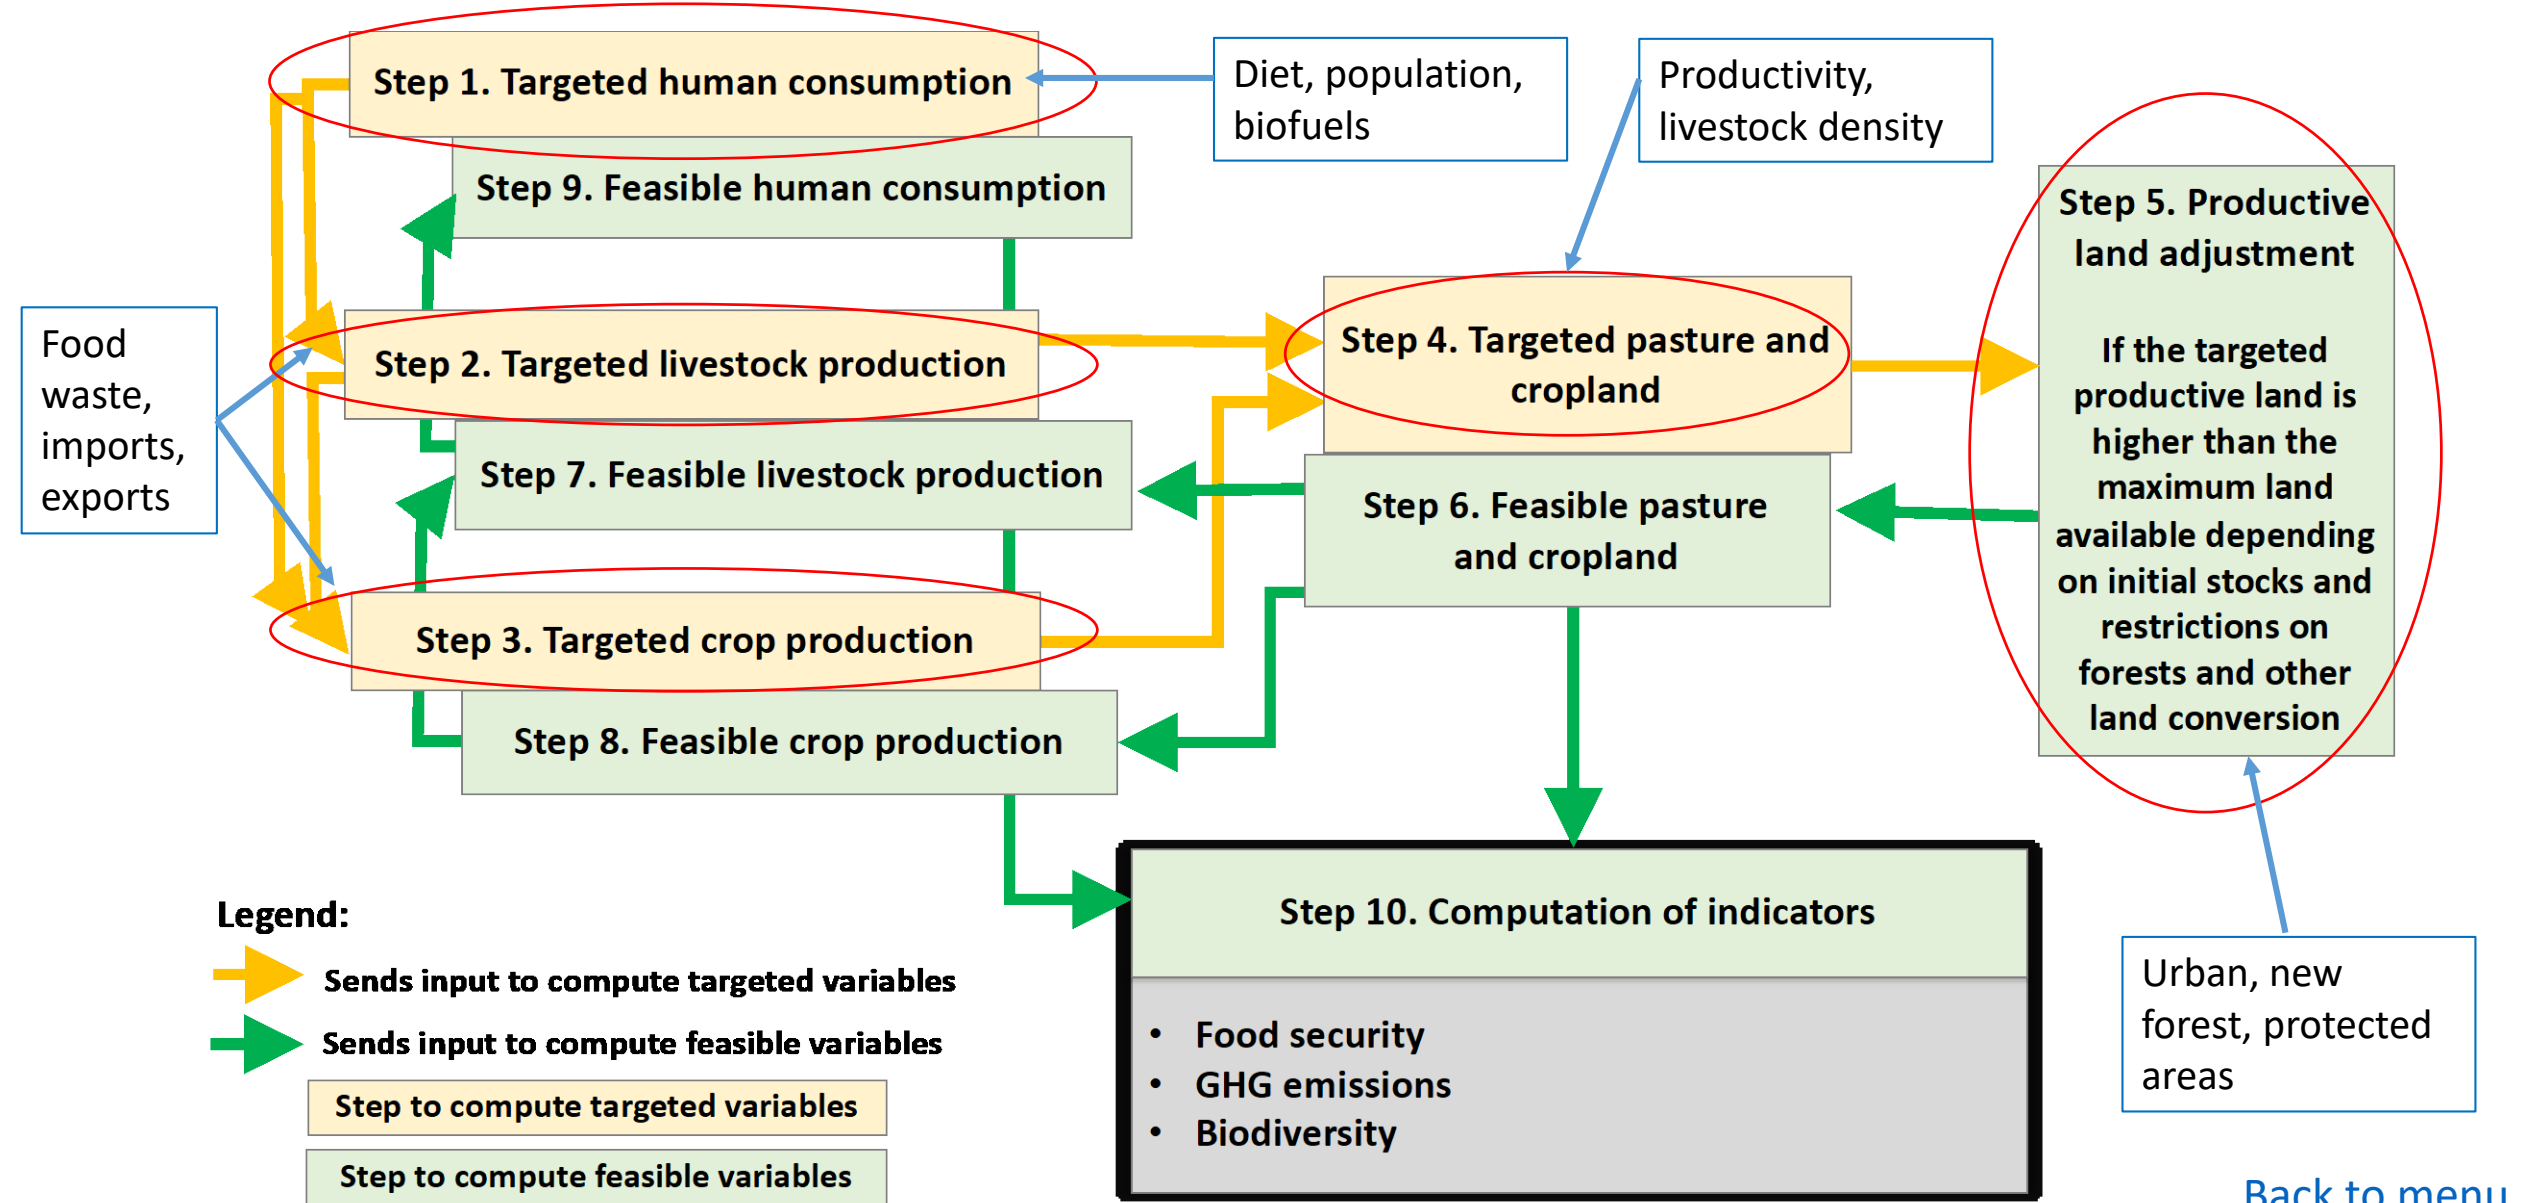 Step 1. Targeted human consumption
Diet, population,
biofuels
Productivity,
livestock density
Step 9. Feasible human consumption
Step 5. Productive
land adjustment
If the targeted
productive land is
higher than the
maximum land
available depending
on initial stocks and
restrictions on
forests and other
land conversion
Food
waste,
imports,
exports
Step 2. Targeted livestock production
Step 4. Targeted pasture and
cropland
Step 7. Feasible livestock production
Step 6. Feasible pasture
and cropland
Step 3. Targeted crop production
Step 8. Feasible crop production
Step 10. Computation of indicators
• Food security
• GHG emissions
• Biodiversity
Legend:
Sends input to compute targeted variables
Sends input to compute feasible variables
Step to compute targeted variables
Step to compute feasible variables
Urban, new
forest, protected
areas
Back to menu